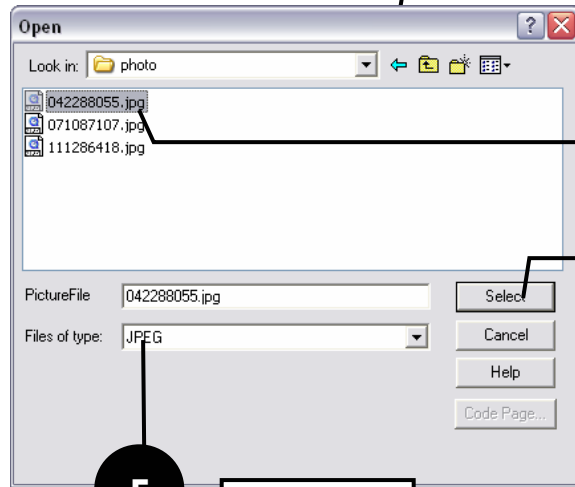 Open
Look in: photo
042288055.jpg
071087107.jpg
111286418.jpg
PictureFile 042288055.jpg Select
Files of type: JPEG Cancel
Help
Code Page...